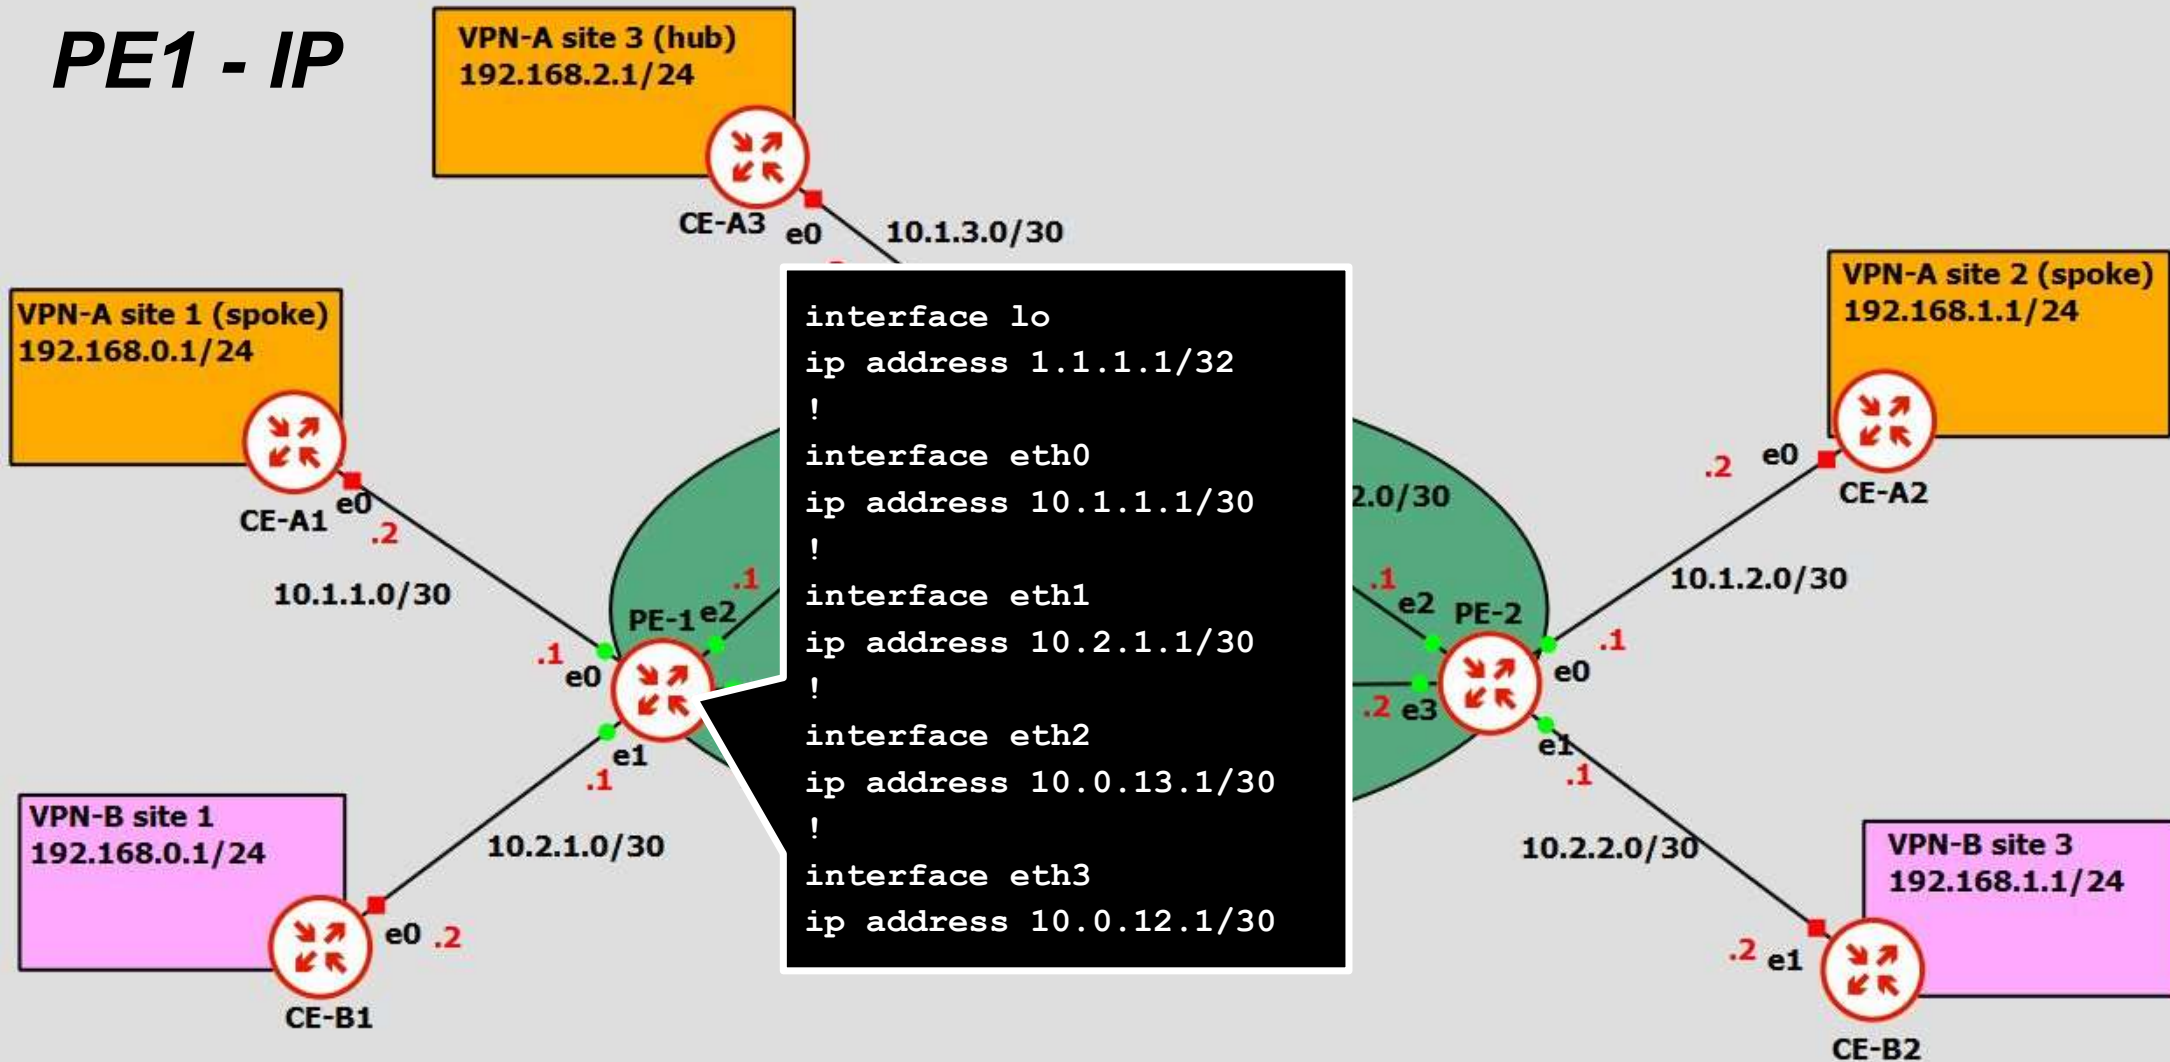 PE1 - IP
VPN-A site 3 (hub)
192.168.2.1/24
CE-A3
e0
10.1.3.0/30
VPN-A site 1 (spoke)
192.168.0.1/24
CE-A1
e0
.2
10.1.1.0/30
VPN-A site 2 (spoke)
192.168.1.1/24
CE-A2
e0
.2
10.1.2.0/30
interface lo
ip address 1.1.1.1/32
!
interface eth0
ip address 10.1.1.1/30
!
interface eth1
ip address 10.2.1.1/30
!
interface eth2
ip address 10.0.13.1/30
!
interface eth3
ip address 10.0.12.1/30
2.0/30
PE-1
e2
.1
.1
e0
e1
.1
.1
e2
PE-2
.1
e0
.2
e3
e1
.1
10.2.1.0/30
10.2.2.0/30
VPN-B site 1
192.168.0.1/24
e0
.2
CE-B1
VPN-B site 3
192.168.1.1/24
.2
e1
CE-B2